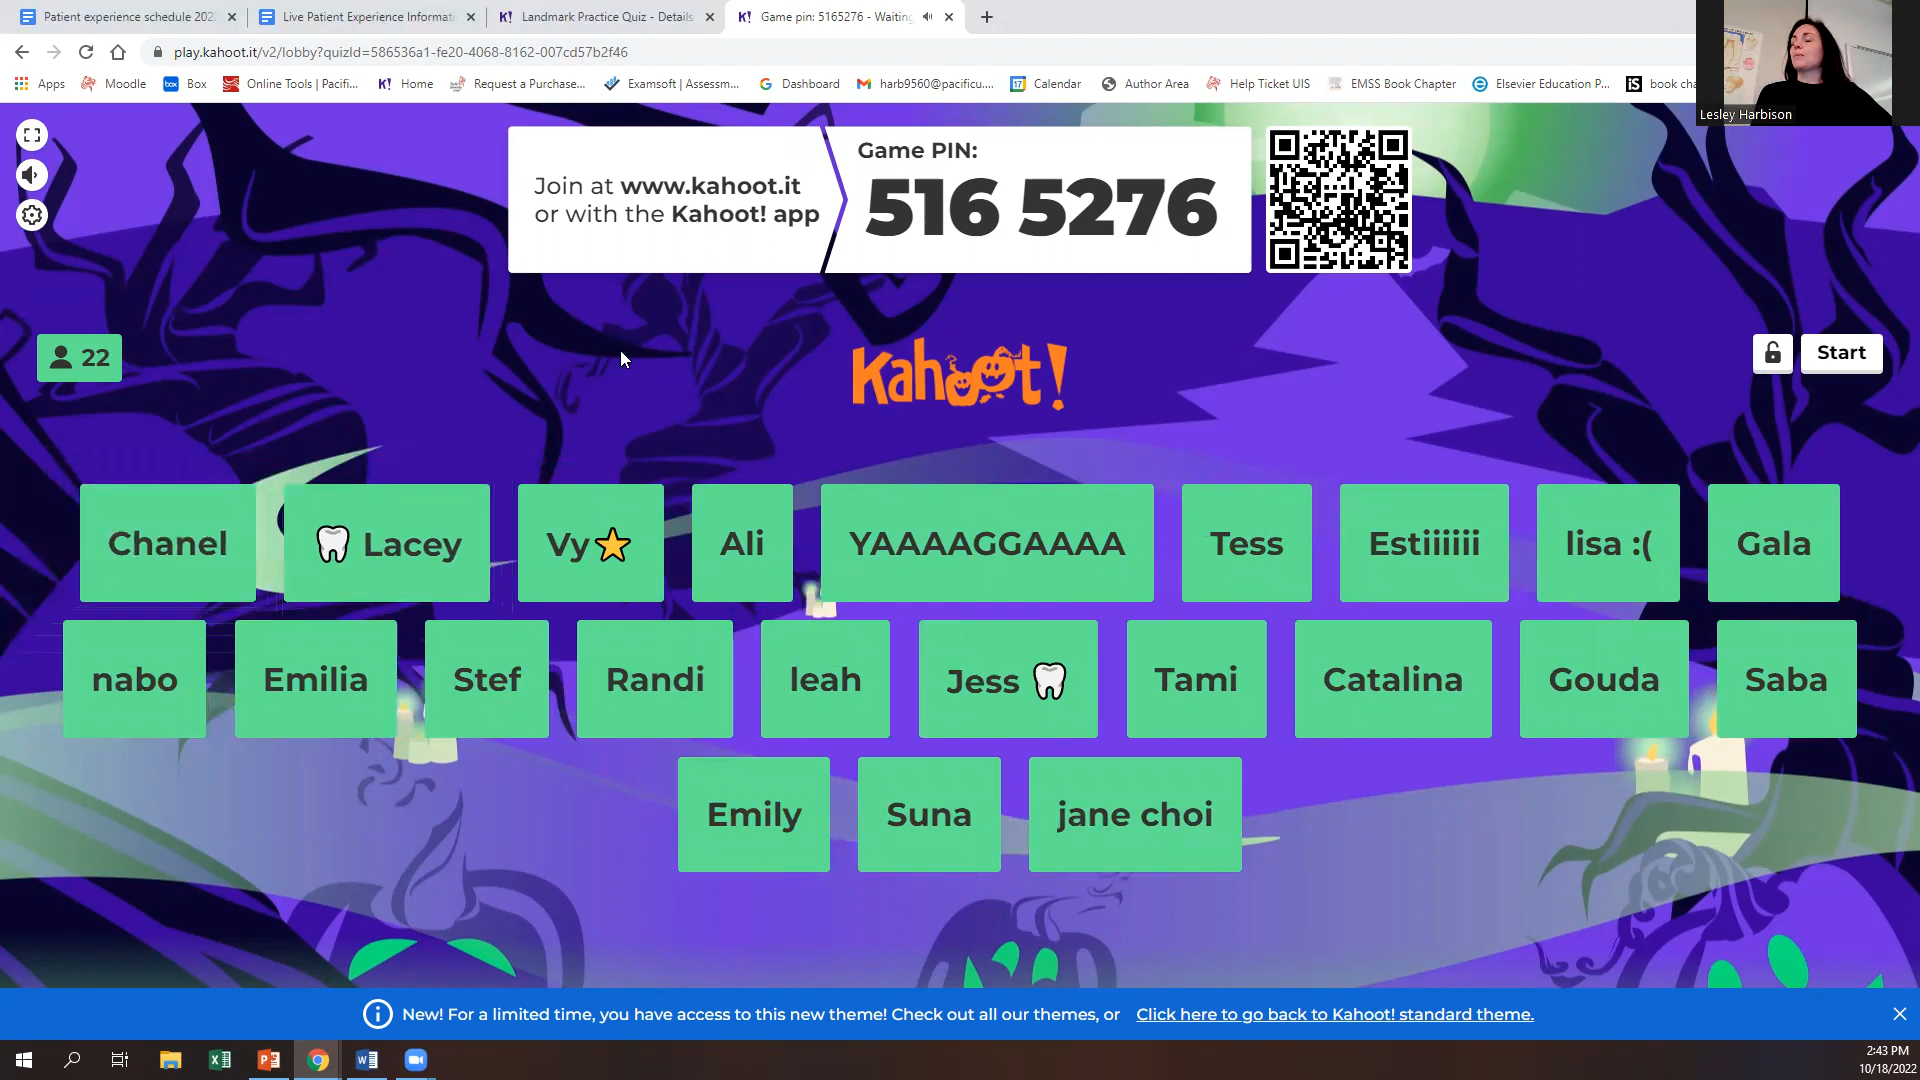 Patient experience schedule 202
Live Patient Experience Informati
K! Landmark Practice Quiz - Details
K! Game pin: 5165276 - Waiting
play.kahoot.it/v2/lobby?quizId=586536a1-fe20-4068-8162-007cd57b2f46
Apps Moodle box Box Online Tools | Pacifi... K! Home Request a Purchase... Examsoft | Assessm... G Dashboard harb9560@pacificu.... 17 Calendar Author Area Help Ticket UIS EMSS Book Chapter Elsevier Education P... iS book cha
Lesley Harbison
Join at www.kahoot.it
or with the Kahoot! app
Game PIN:
516 5276
22
Kahoot!
Start
Chanel 🦷 Lacey Vy⭐ Ali YAAAAGGAAAA Tess Estiiiiii lisa :( Gala
nabo Emilia Stef Randi leah Jess 🦷 Tami Catalina Gouda Saba
Emily Suna jane choi
New! For a limited time, you have access to this new theme! Check out all our themes, or Click here to go back to Kahoot! standard theme.
2:43 PM
10/18/2022